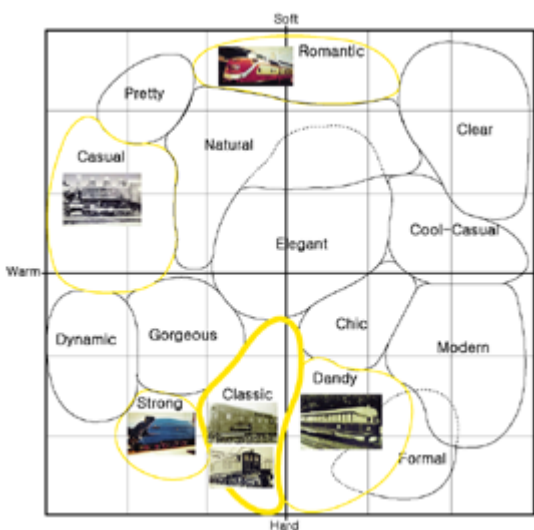 Soft
Romantic
Pretty
Clear
Natural
Casual
Cool-Casual
Elegant
Warm
Chic
Dynamic
Gorgeous
Modern
Dandy
Classic
Strong
Formal
Hard